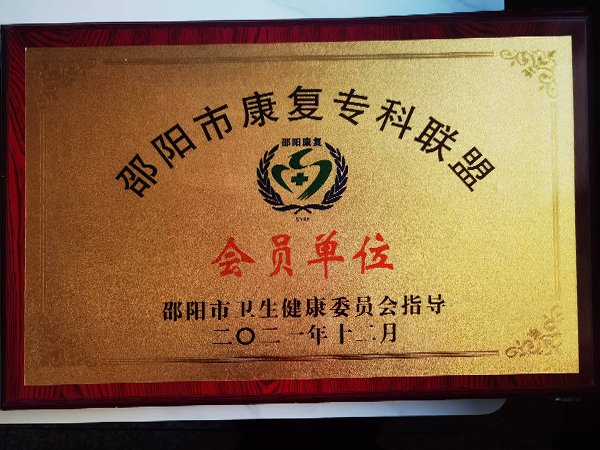 邵阳市康复专科联盟
邵阳康复
会员单位
邵阳市卫生健康委员会指导
二〇二一年十二月